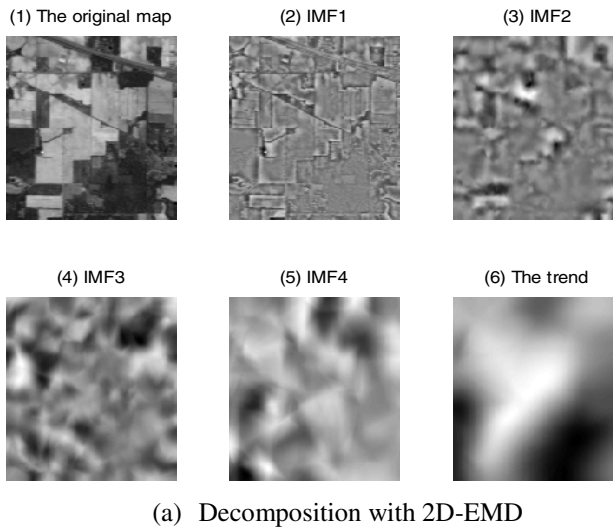 (1) The original map
(2) IMF1
(3) IMF2
(4) IMF3
(5) IMF4
(6) The trend
(a) Decomposition with 2D-EMD